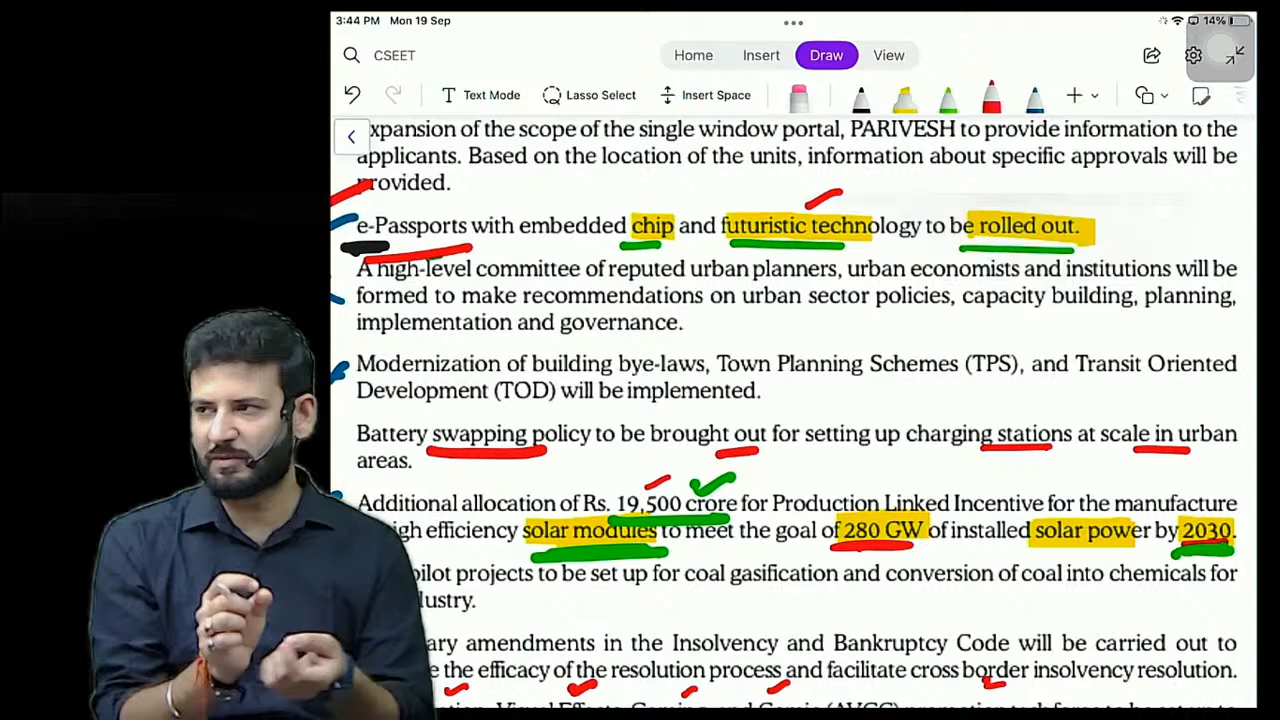 3:44 PM Mon 19 Sep
14%
CSEET
Home Insert Draw View
Text Mode Lasso Select Insert Space
xpansion of the scope of the single window portal, PARIVESH to provide information to the
applicants. Based on the location of the units, information about specific approvals will be
provided.
e-Passports with embedded chip and futuristic technology to be rolled out.
A high-level committee of reputed urban planners, urban economists and institutions will be
formed to make recommendations on urban sector policies, capacity building, planning,
implementation and governance.
Modernization of building bye-laws, Town Planning Schemes (TPS), and Transit Oriented
Development (TOD) will be implemented.
Battery swapping policy to be brought out for setting up charging stations at scale in urban
areas.
Additional allocation of Rs. 19,500 crore for Production Linked Incentive for the manufacture
gh efficiency solar modules to meet the goal of 280 GW of installed solar power by 2030.
pilot projects to be set up for coal gasification and conversion of coal into chemicals for
ustry.
ary amendments in the Insolvency and Bankruptcy Code will be carried out to
the efficacy of the resolution process and facilitate cross border insolvency resolution.